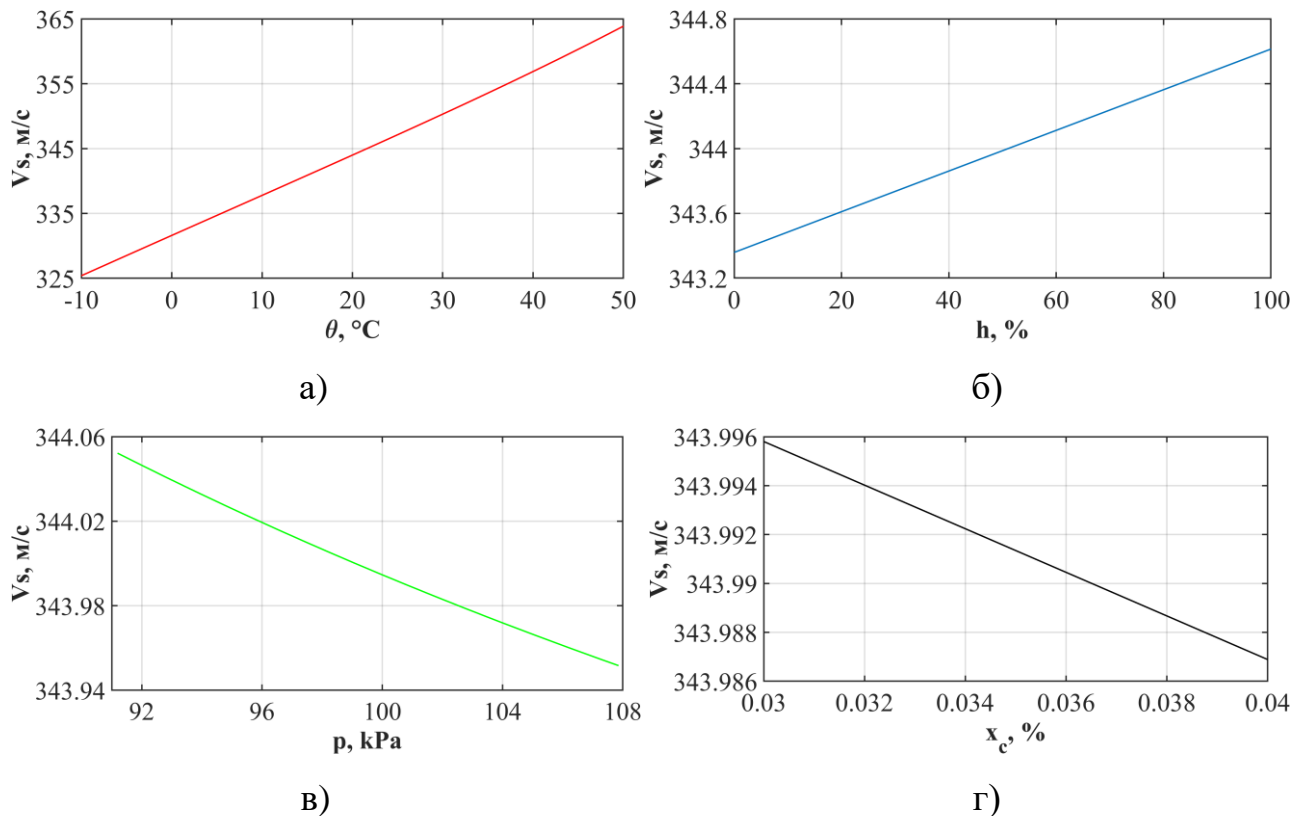 365
355
345
335
325
Vs, м/с
-10 0 10 20 30 40 50
θ, °C
а)
344.8
344.4
344
343.6
343.2
Vs, м/с
0 20 40 60 80 100
h, %
б)
344.06
344.02
343.98
343.94
Vs, м/с
92 96 100 104 108
p, kPa
в)
343.996
343.994
343.992
343.99
343.988
343.986
Vs, м/с
0.03 0.032 0.034 0.036 0.038 0.04
x_c, %
г)